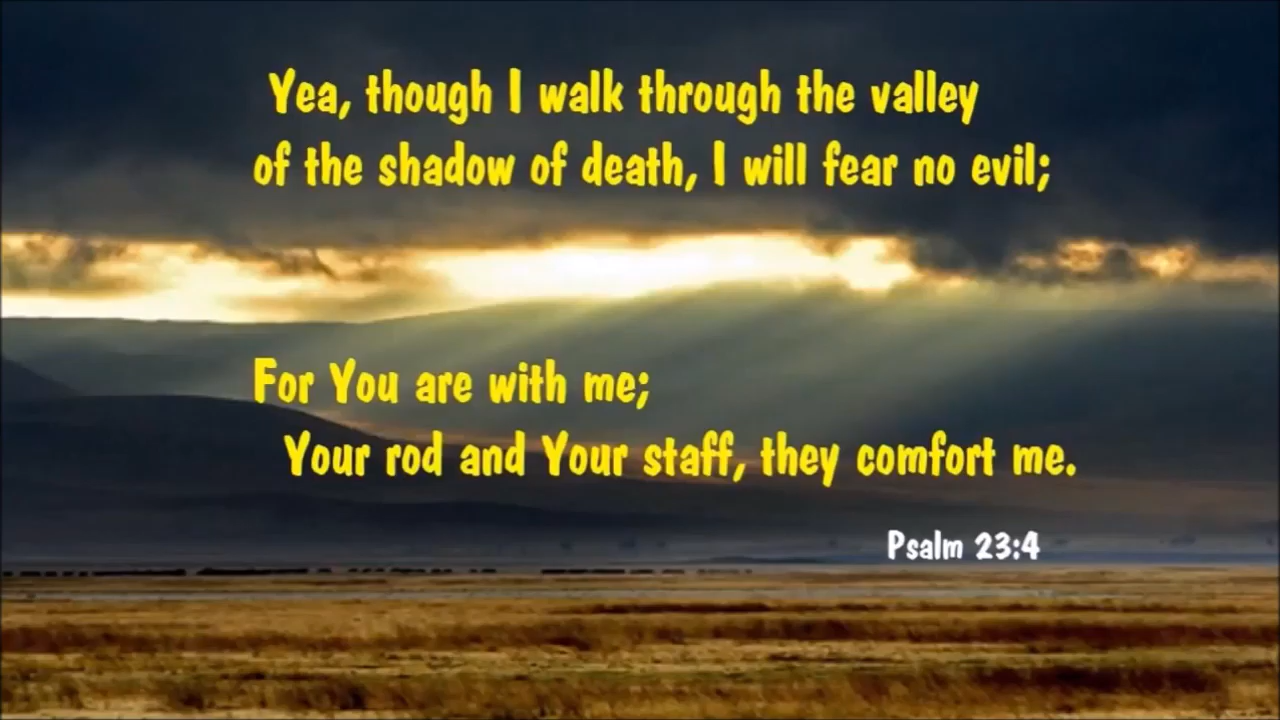 Yea, though I walk through the valley
of the shadow of death, I will fear no evil;
For You are with me;
Your rod and Your staff, they comfort me.
Psalm 23:4